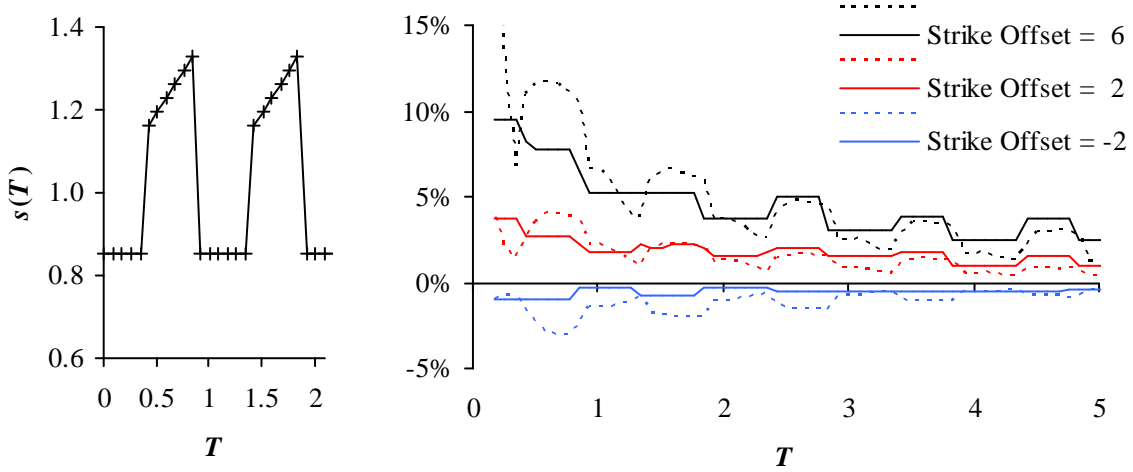 1.4
1.2
1.0
0.8
0.6
s(T)
0 0.5 1 1.5 2
T
15%
10%
5%
0%
-5%
0 1 2 3 4 5
T
Strike Offset = 6
Strike Offset = 2
Strike Offset = -2